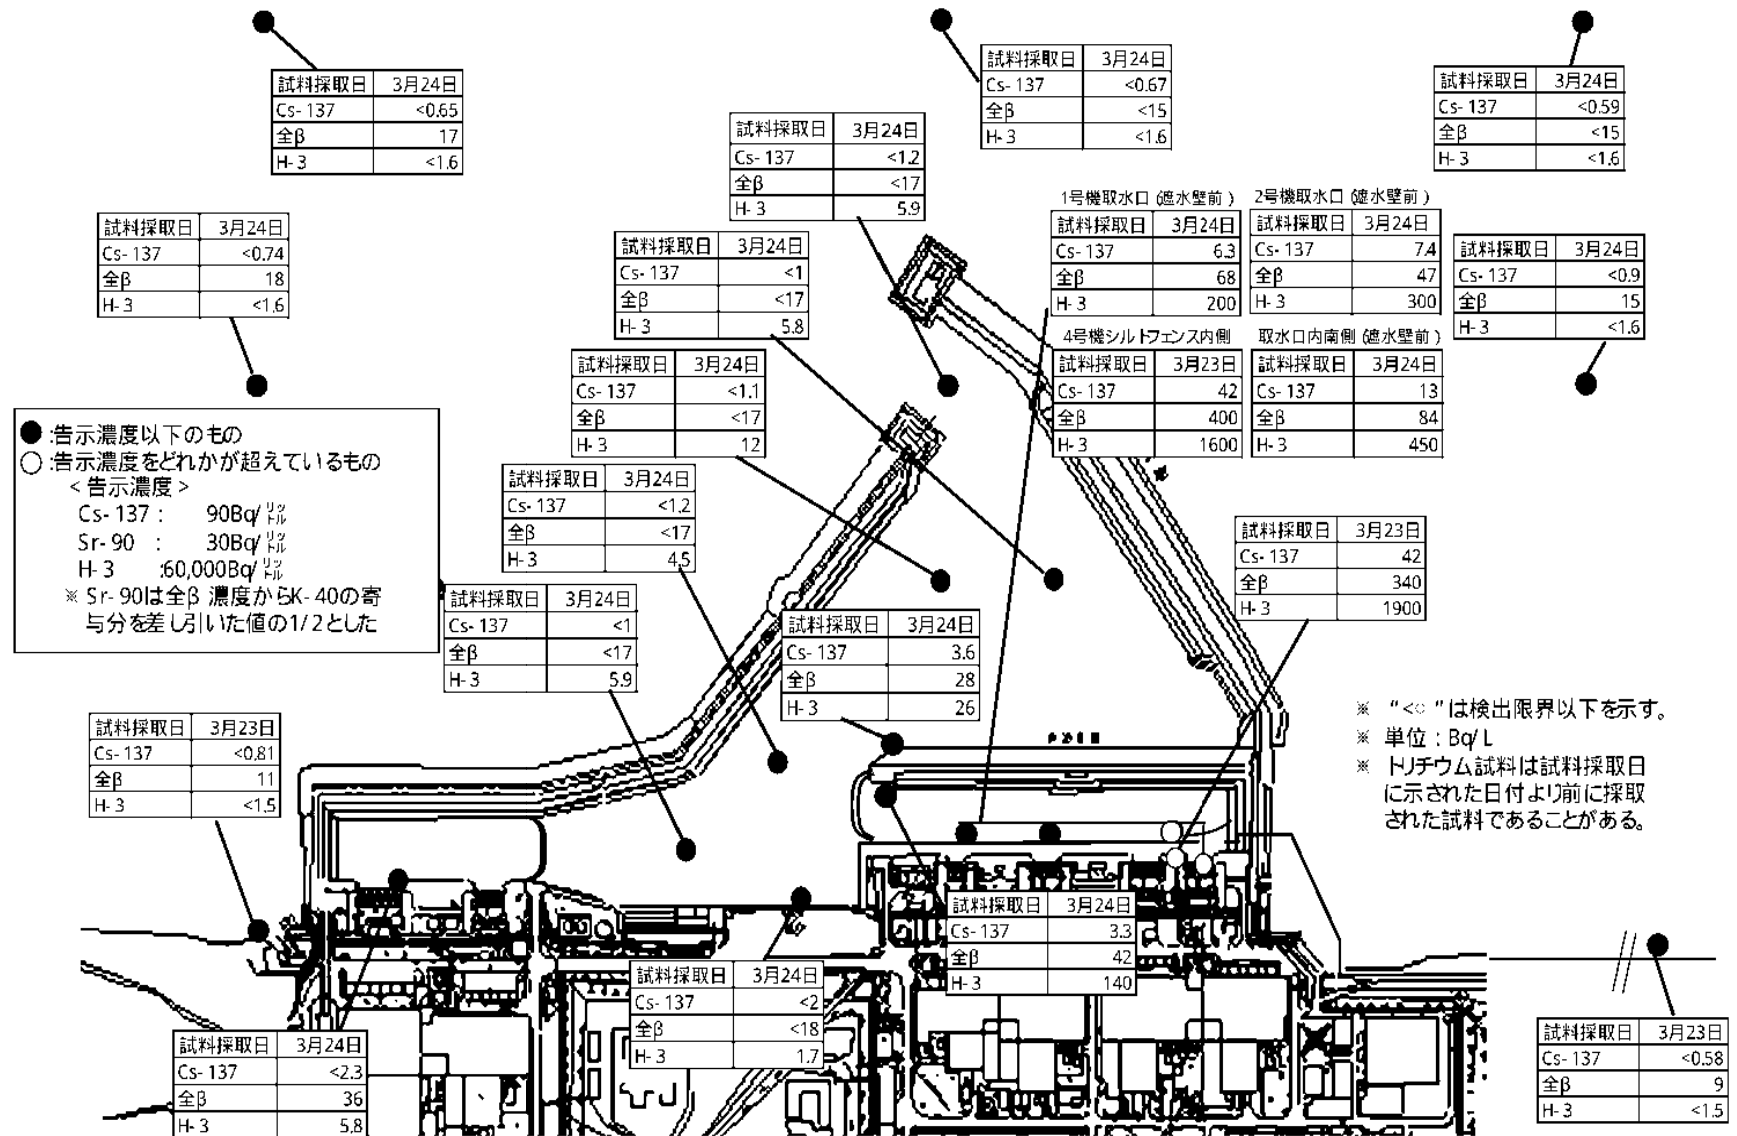 試料採取日 3月24日
Cs-137 <0.65
全β 17
H-3 <1.6
試料採取日 3月24日
Cs-137 <0.67
全β <15
H-3 <1.6
試料採取日 3月24日
Cs-137 <0.59
全β <15
H-3 <1.6
試料採取日 3月24日
Cs-137 <1.2
全β <17
H-3 5.9
試料採取日 3月24日
Cs-137 <0.74
全β 18
H-3 <1.6
試料採取日 3月24日
Cs-137 <1
全β <17
H-3 5.8
1号機取水口(遮水壁前)
試料採取日 3月24日
Cs-137 6.3
全β 68
H-3 200
2号機取水口(遮水壁前)
試料採取日 3月24日
Cs-137 7.4
全β 47
H-3 300
試料採取日 3月24日
Cs-137 <0.9
全β 15
H-3 <1.6
4号機シルトフェンス内側
試料採取日 3月23日
Cs-137 42
全β 400
H-3 1600
取水口内南側(遮水壁前)
試料採取日 3月24日
Cs-137 13
全β 84
H-3 450
試料採取日 3月24日
Cs-137 <1.1
全β <17
H-3 12
●:告示濃度以下のもの
○:告示濃度をどれかが超えているもの
<告示濃度>
Cs-137: 90Bq/リットル
Sr-90 : 30Bq/リットル
H-3 :60,000Bq/リットル
※ Sr-90は全β濃度からK-40の寄
与分を差し引いた値の1/2とした
試料採取日 3月24日
Cs-137 <1.2
全β <17
H-3 4.5
試料採取日 3月23日
Cs-137 42
全β 340
H-3 1900
試料採取日 3月24日
Cs-137 <1
全β <17
H-3 5.9
試料採取日 3月24日
Cs-137 3.6
全β 28
H-3 26
試料採取日 3月23日
Cs-137 <0.81
全β 11
H-3 <1.5
※ “<○”は検出限界以下を示す。
※ 単位:Bq/L
※ トリチウム試料は試料採取日
に示された日付より前に採取
された試料であることがある。
試料採取日 3月24日
Cs-137 3.3
全β 42
H-3 140
試料採取日 3月24日
Cs-137 <2
全β <18
H-3 1.7
試料採取日 3月24日
Cs-137 <2.3
全β 36
H-3 5.8
試料採取日 3月23日
Cs-137 <0.58
全β 9
H-3 <1.5